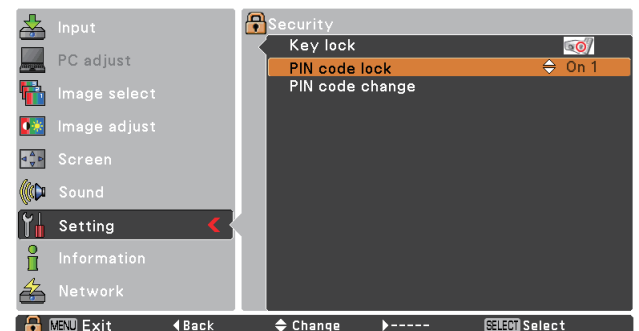 Input
PC adjust
Image select
Image adjust
Screen
Sound
Setting
Information
Network
Security
Key lock
PIN code lock On 1
PIN code change
MENU Exit Back Change ----- SELECT Select